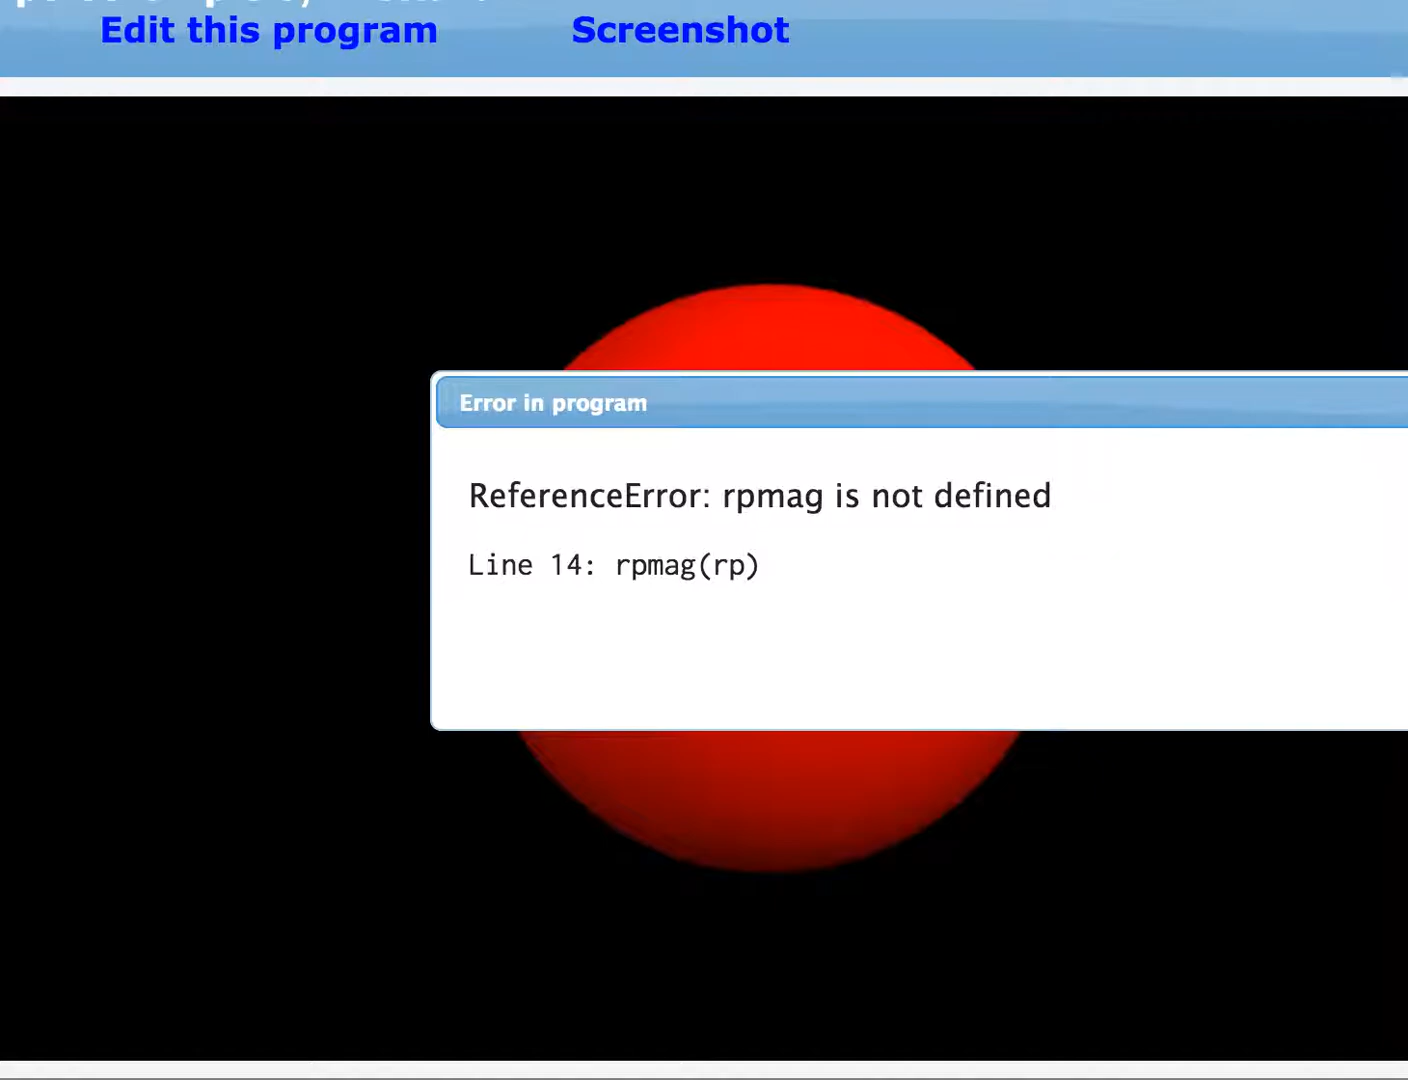 Edit this program Screenshot
Error in program
ReferenceError: rpmag is not defined
Line 14: rpmag(rp)